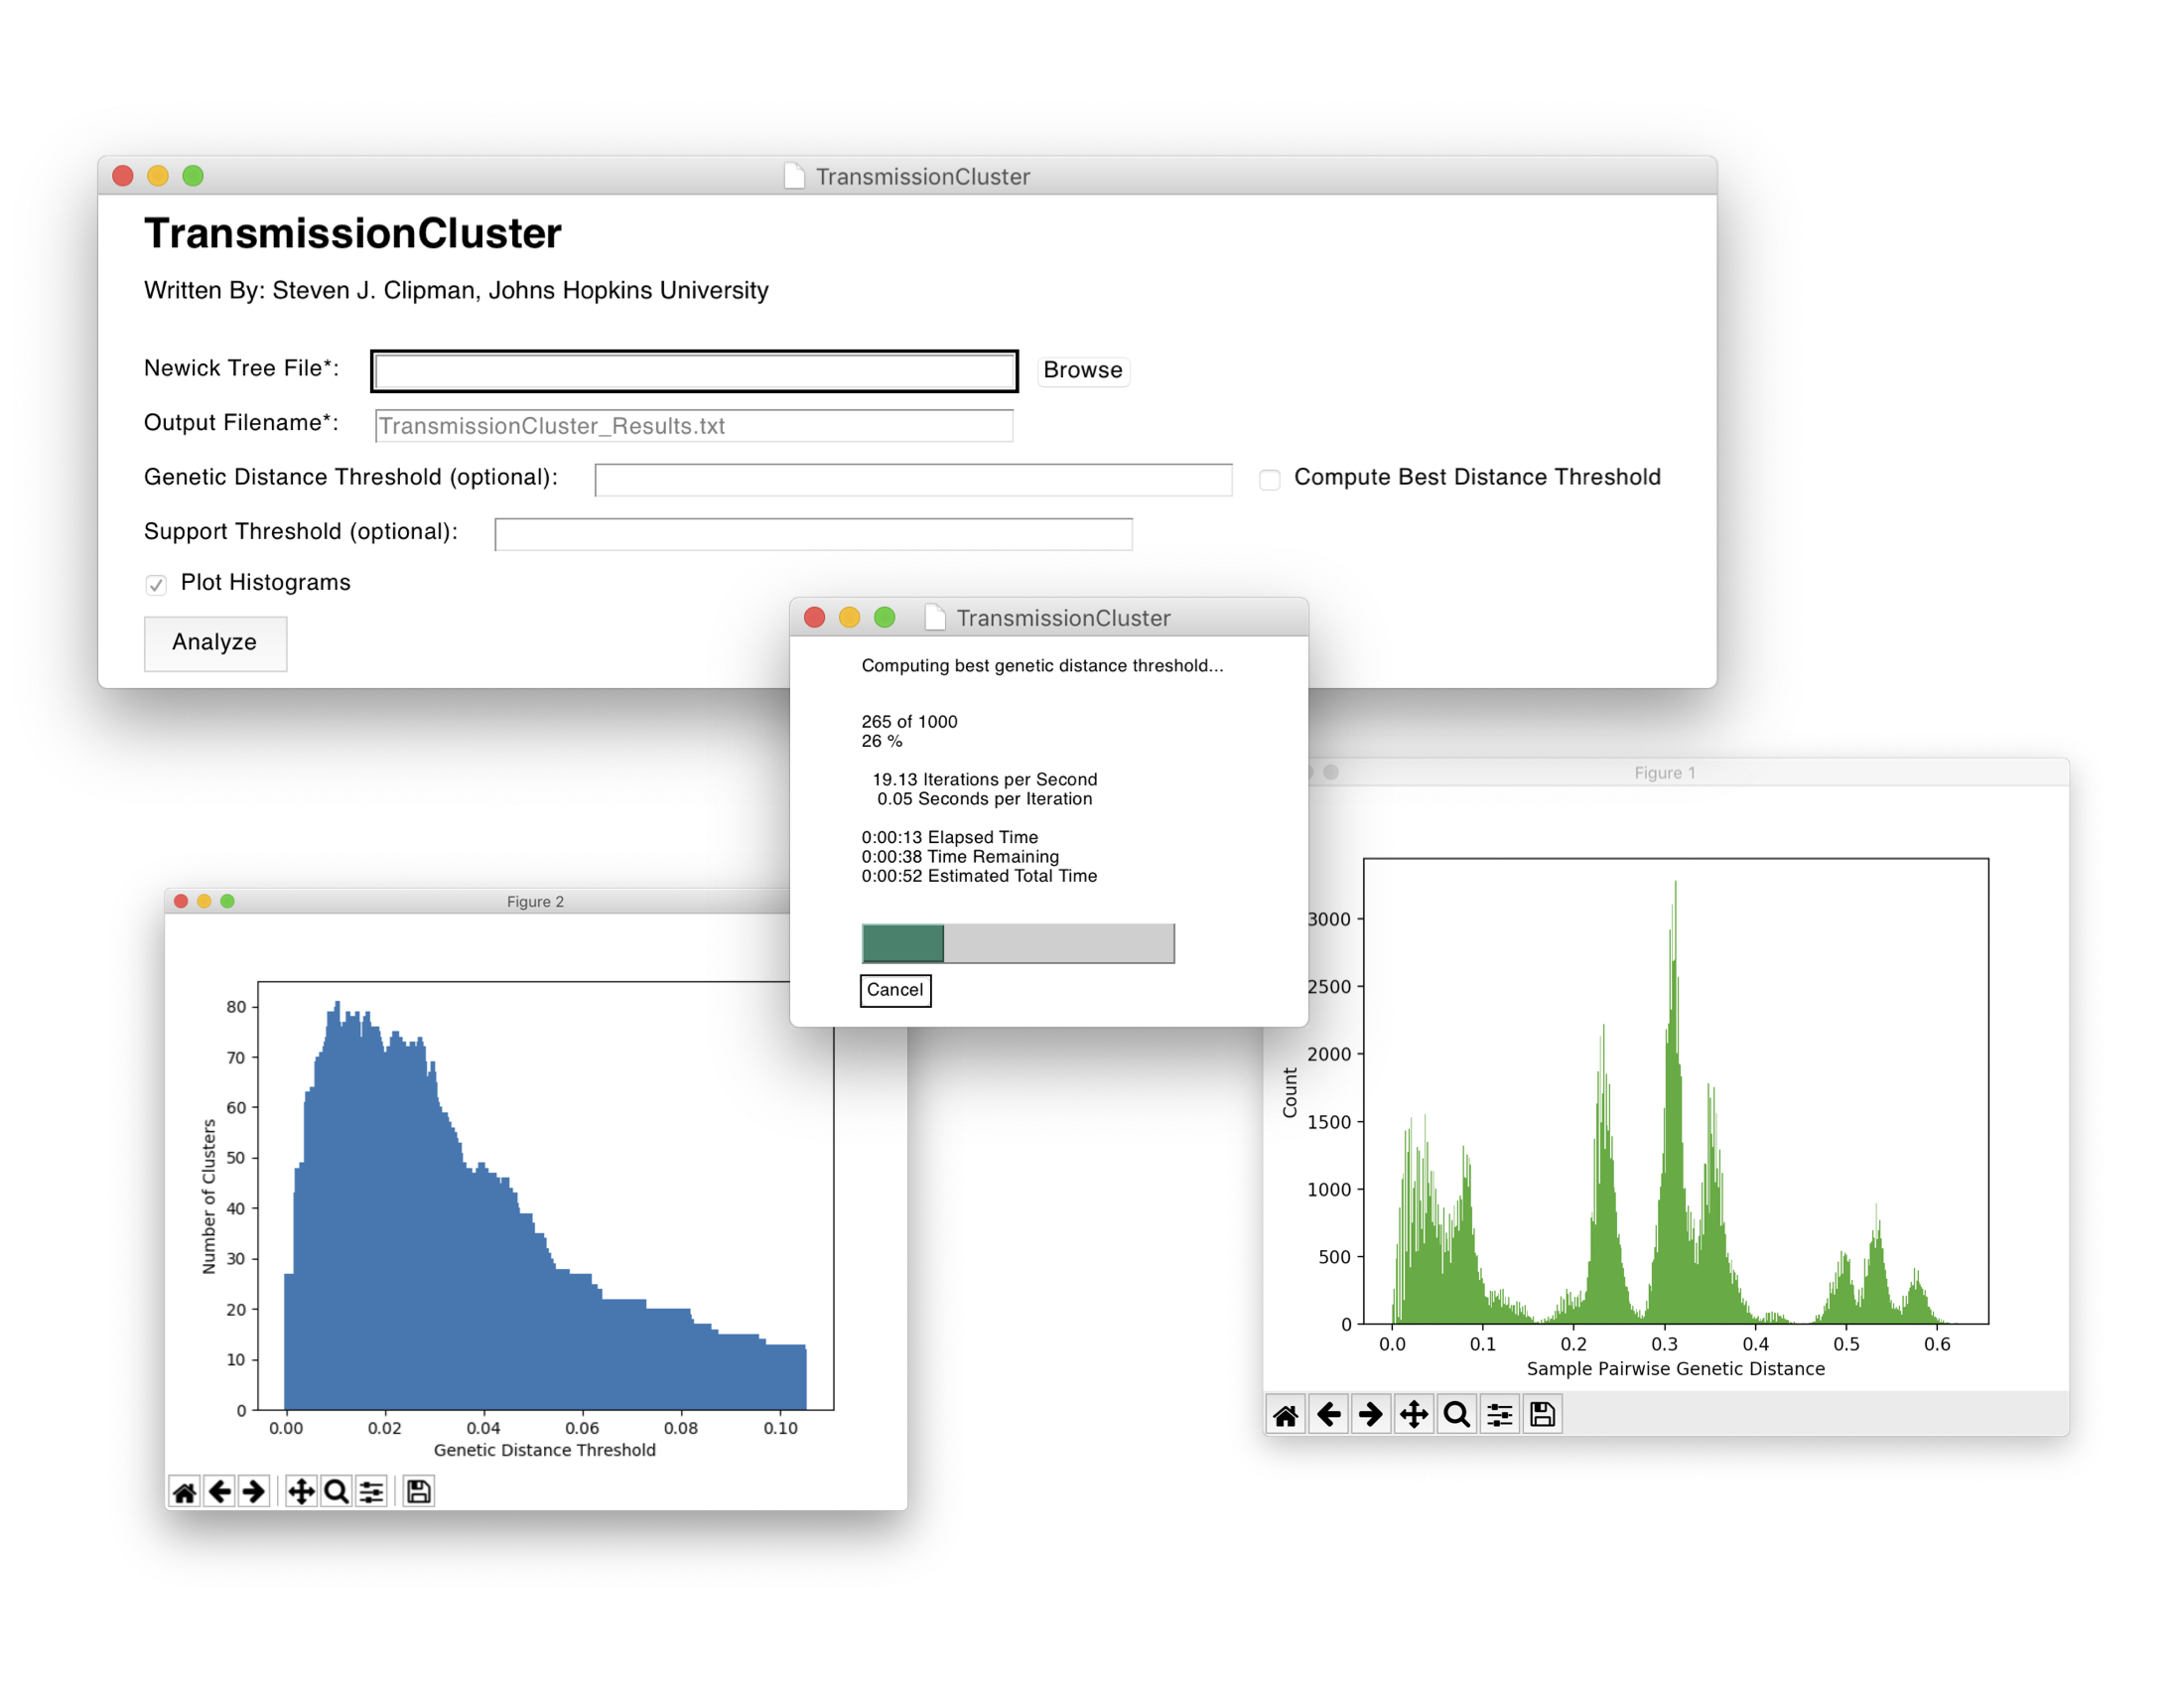 TransmissionCluster
TransmissionCluster
Written By: Steven J. Clipman, Johns Hopkins University
Newick Tree File*:
Browse
Output Filename*:
TransmissionCluster_Results.txt
Genetic Distance Threshold (optional):
Compute Best Distance Threshold
Support Threshold (optional):
Plot Histograms
Analyze
TransmissionCluster
Computing best genetic distance threshold...
265 of 1000
26 %
19.13 Iterations per Second
0.05 Seconds per Iteration
0:00:13 Elapsed Time
0:00:38 Time Remaining
0:00:52 Estimated Total Time
Cancel
Figure 2
80
70
60
50
40
30
20
10
0
Number of Clusters
0.00 0.02 0.04 0.06 0.08 0.10
Genetic Distance Threshold
Figure 1
3000
2500
2000
1500
1000
500
0
Count
0.0 0.1 0.2 0.3 0.4 0.5 0.6
Sample Pairwise Genetic Distance